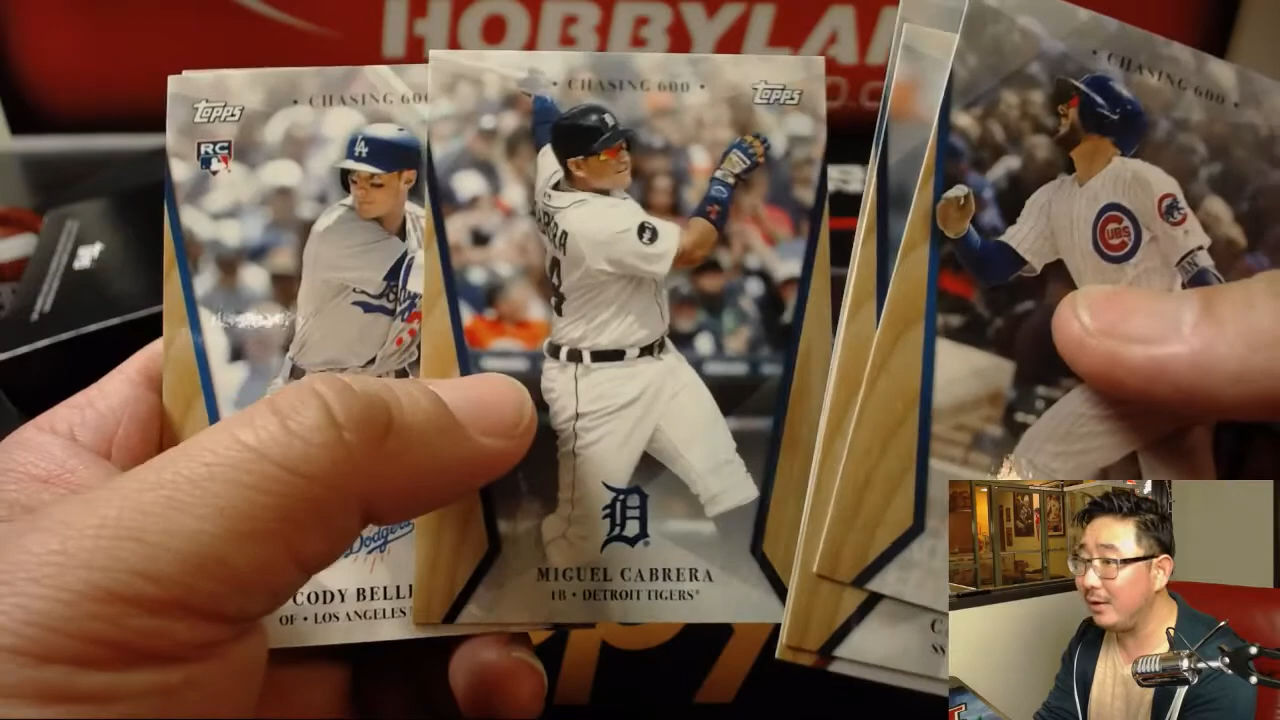 HOBBYLA
Topps
• CHASING 600
RC
LA
Dodgers
CODY BELLI
OF • LOS ANGELES
• CHASING 600 •
Topps
D
MIGUEL CABRERA
1B • DETROIT TIGERS®
• CHASING 600 •
CUBS